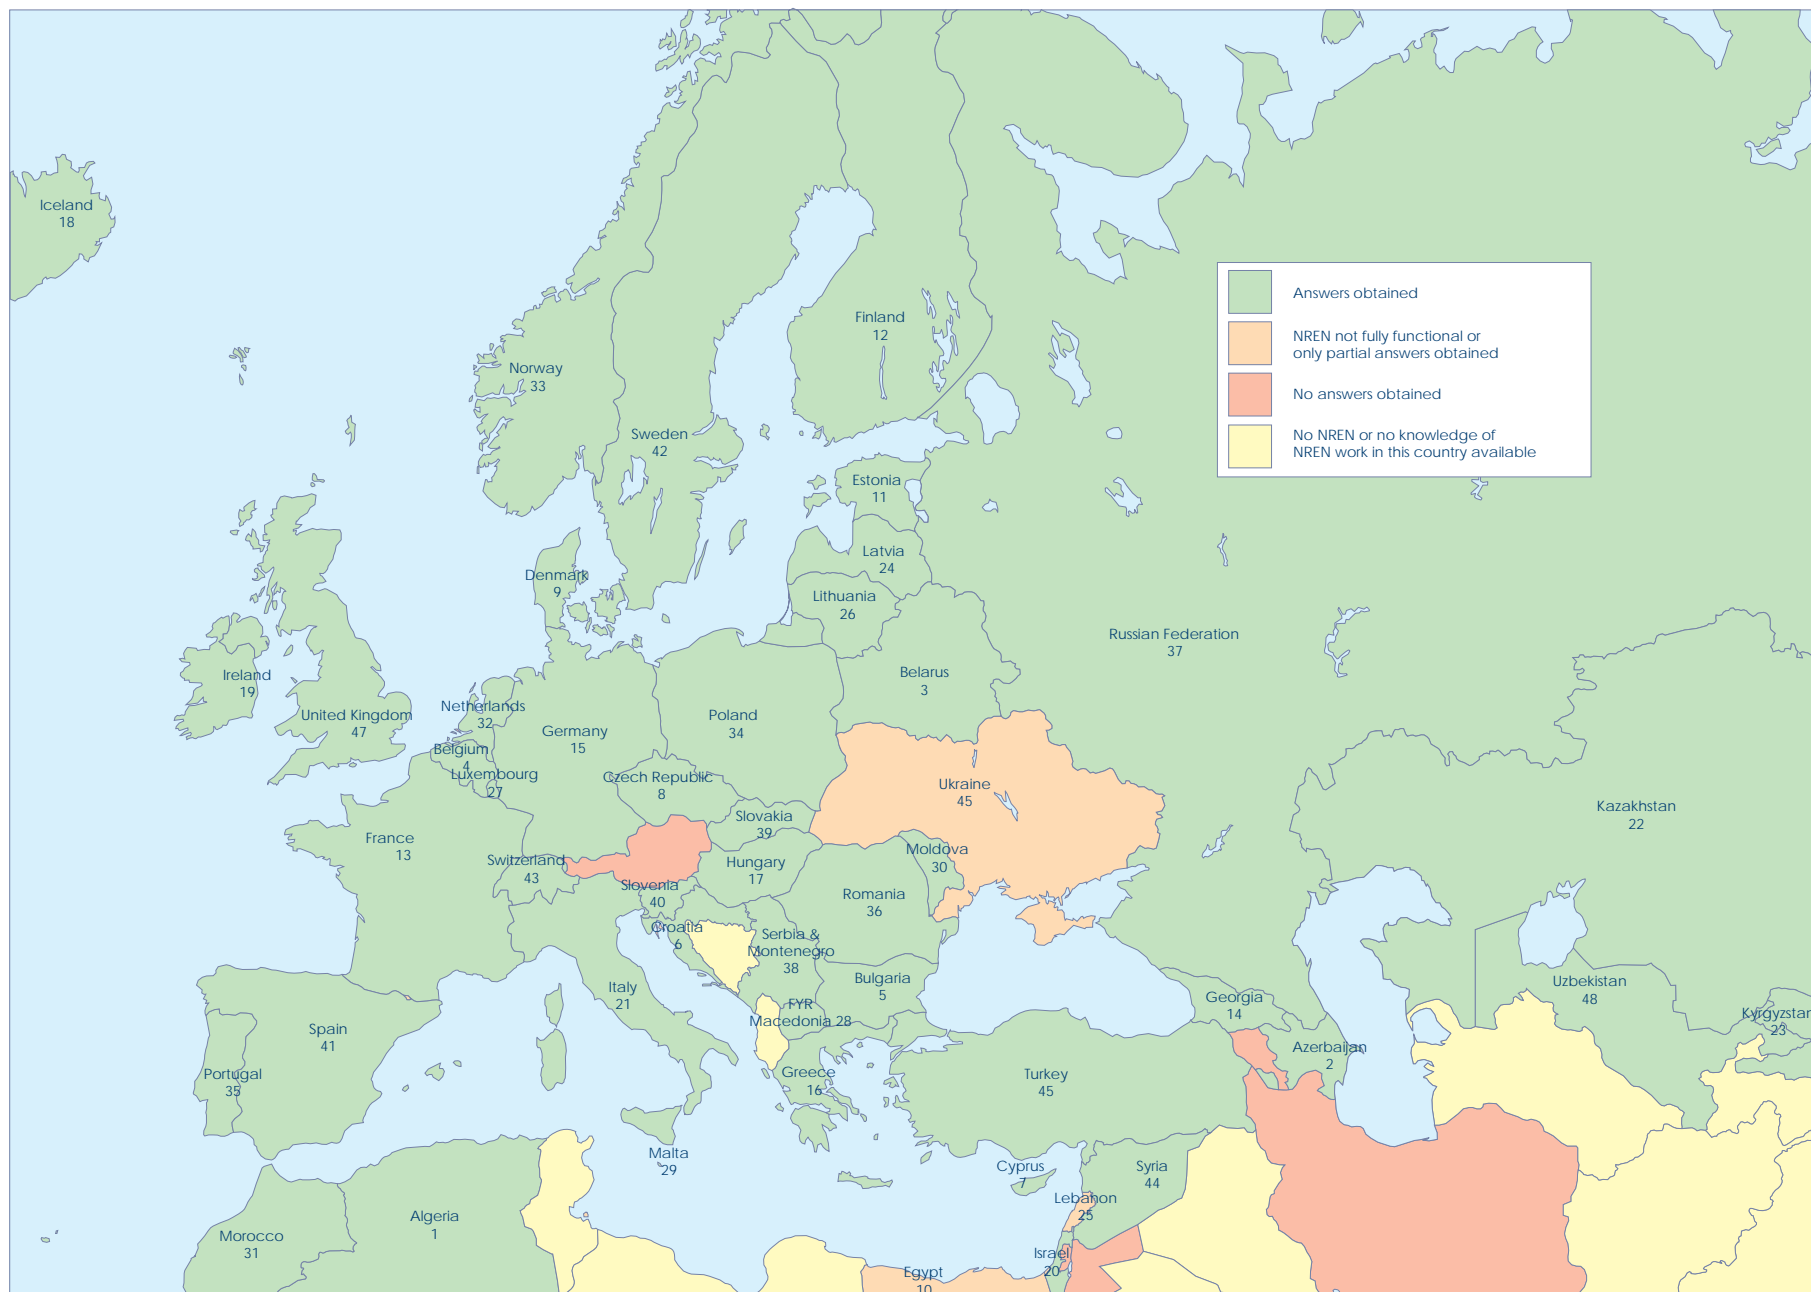 Iceland
18
Norway
33
Finland
12
Sweden
42
Answers obtained
NREN not fully functional or
only partial answers obtained
No answers obtained
No NREN or no knowledge of
NREN work in this country available
Estonia
11
Latvia
24
Denmark
9
Lithuania
26
Russian Federation
37
Ireland
19
Belarus
3
Netherlands
32
United Kingdom
47
Poland
34
Germany
15
Belgium
4
Luxembourg
27
Czech Republic
8
Ukraine
45
Kazakhstan
22
Slovakia
39
France
13
Moldova
30
Switzerland
43
Hungary
17
Slovenia
40
Romania
36
Croatia
6
Serbia &
Montenegro
38
Bulgaria
5
Uzbekistan
48
Italy
21
Georgia
14
FYR
Macedonia 28
Kyrgyzstan
23
Spain
41
Azerbaijan
2
Portugal
35
Greece
16
Turkey
45
Malta
29
Cyprus
7
Syria
44
Lebanon
25
Algeria
1
Morocco
31
Israel
20
Egypt
10